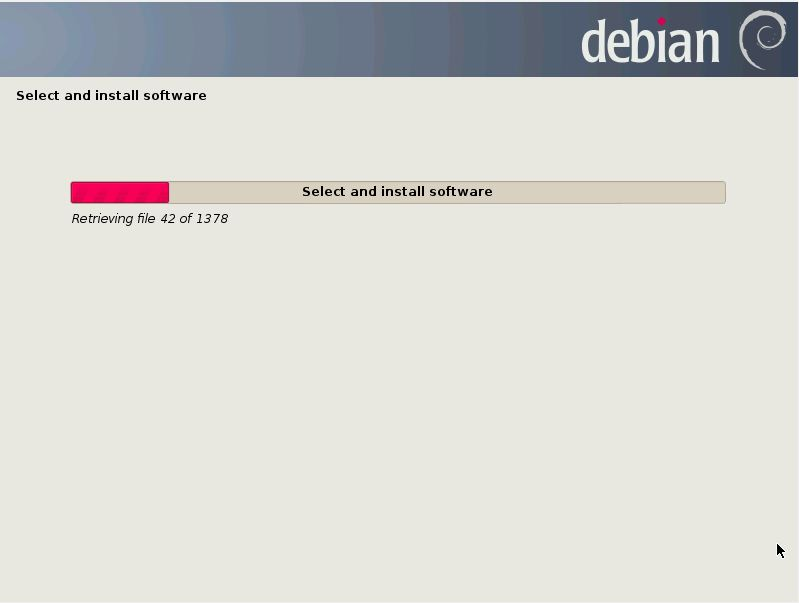 debian
Select and install software
Select and install software
Retrieving file 42 of 1378